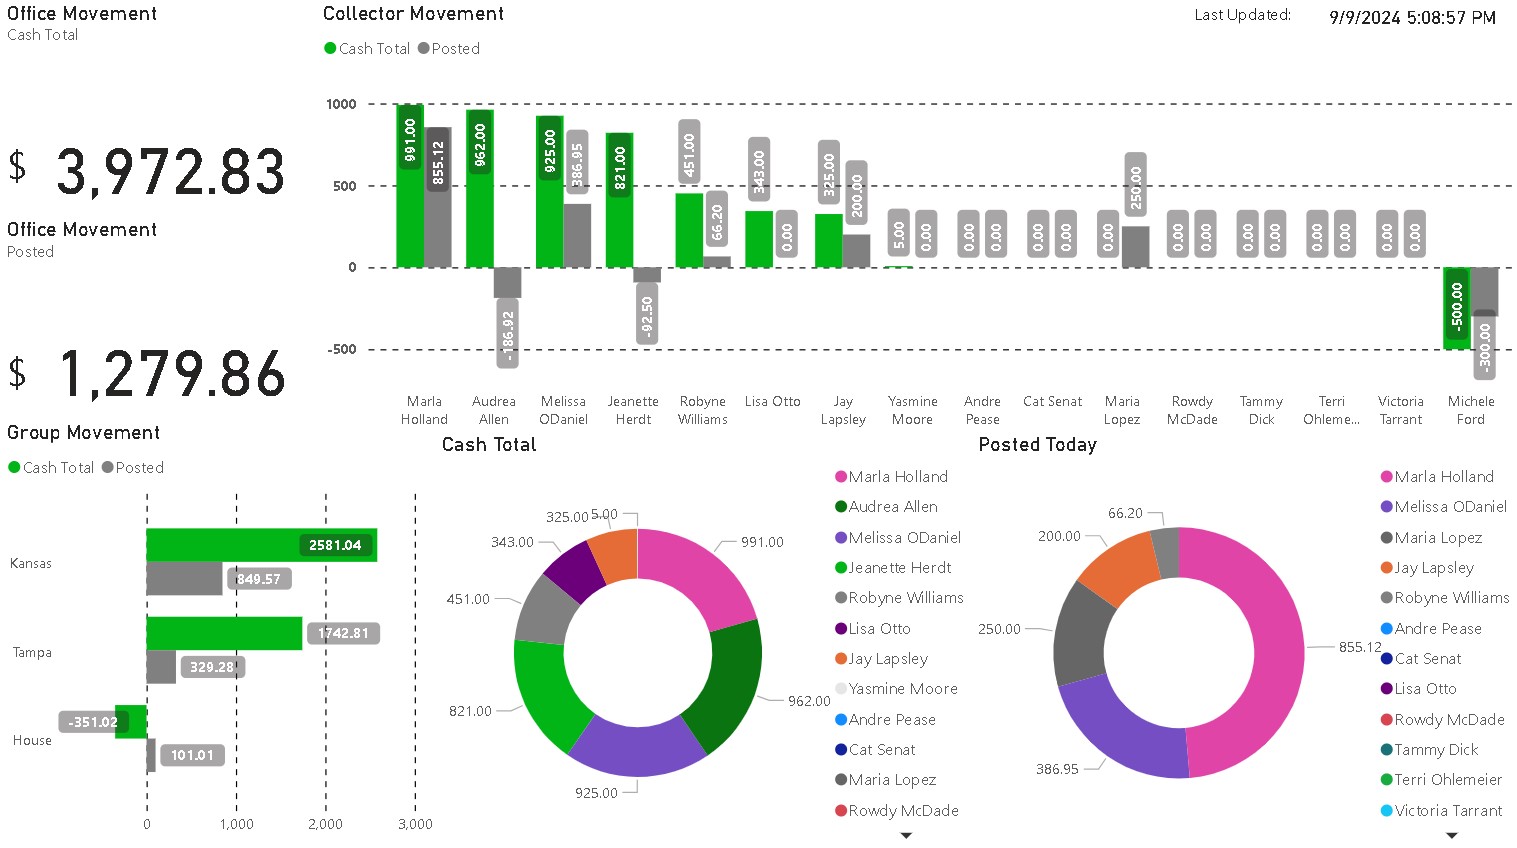 Office Movement
Cash Total
$ 3,972.83
Office Movement
Posted
$ 1,279.86
Collector Movement
Cash Total Posted
Last Updated: 9/9/2024 5:08:57 PM
1000
500
0
-500
991.00
855.12
962.00
-186.92
925.00
386.95
821.00
-92.50
451.00
66.20
343.00
0.00
325.00
200.00
5.00
0.00
0.00
0.00
0.00
0.00
0.00
250.00
0.00
0.00
0.00
0.00
0.00
0.00
0.00
0.00
-500.00
-300.00
Marla
Holland
Audrea
Allen
Melissa
ODaniel
Jeanette
Herdt
Robyne
Williams
Lisa Otto
Jay
Lapsley
Yasmine
Moore
Andre
Pease
Cat Senat
Maria
Lopez
Rowdy
McDade
Tammy
Dick
Terri
Ohleme...
Victoria
Tarrant
Michele
Ford
Group Movement
Cash Total Posted
Kansas
2581.04
849.57
Tampa
1742.81
329.28
House
-351.02
101.01
0
1,000
2,000
3,000
Cash Total
5.00
325.00
343.00
451.00
821.00
925.00
962.00
991.00
Marla Holland
Audrea Allen
Melissa ODaniel
Jeanette Herdt
Robyne Williams
Lisa Otto
Jay Lapsley
Yasmine Moore
Andre Pease
Cat Senat
Maria Lopez
Rowdy McDade
Posted Today
66.20
200.00
250.00
386.95
855.12
Marla Holland
Melissa ODaniel
Maria Lopez
Jay Lapsley
Robyne Williams
Andre Pease
Cat Senat
Lisa Otto
Rowdy McDade
Tammy Dick
Terri Ohlemeier
Victoria Tarrant